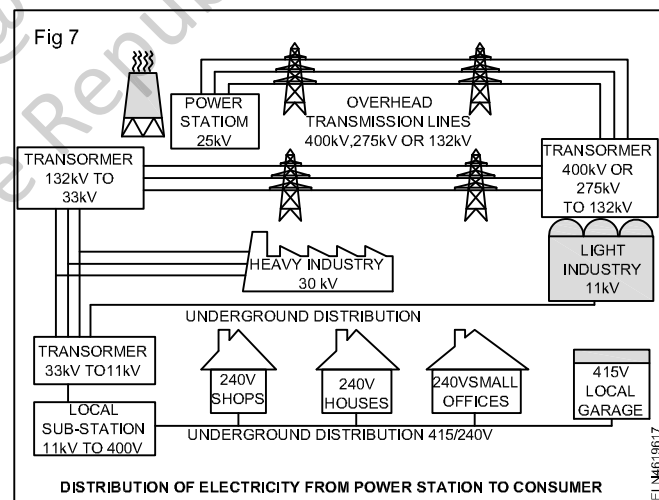 @
e Repub
Fig 7
POWER
STATIOM
25kV
OVERHEAD
TRANSMISSION LINES
400kV,275kV OR 132kV
TRANSORMER
132kV TO
33kV
TRANSORMER
400kV OR
275kV
TO 132kV
HEAVY INDUSTRY
30 kV
LIGHT
INDUSTRY
11kV
UNDERGROUND DISTRIBUTION
TRANSORMER
33kV TO11kV
240V
SHOPS
240V
HOUSES
240VSMALL
OFFICES
415V
LOCAL
GARAGE
LOCAL
SUB-STATION
11kV TO 400V
UNDERGROUND DISTRIBUTION 415/240V
DISTRIBUTION OF ELECTRICITY FROM POWER STATION TO CONSUMER
ELN4619617